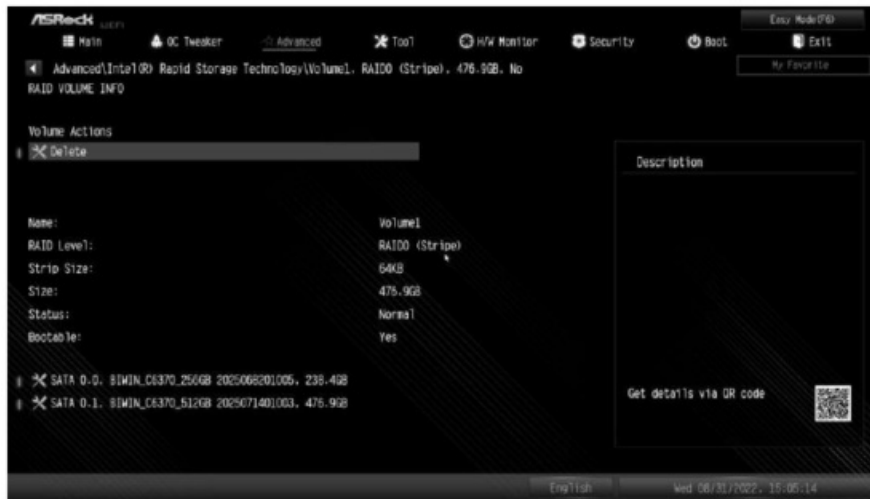 ASRock UEFI
Easy Mode(F6)
Main OC Tweaker Advanced Tool H/W Monitor Security Boot Exit
Advanced\Intel(R) Rapid Storage Technology\Volume1, RAID0 (Stripe), 476.9GB, No
My Favorite
RAID VOLUME INFO
Volume Actions
Delete
Description
Name: Volume1
RAID Level: RAID0 (Stripe)
Strip Size: 64KB
Size: 476.9GB
Status: Normal
Bootable: Yes
SATA 0.0, BIWIN_C6370_256GB 2025068201005, 238.4GB
SATA 0.1, BIWIN_C6370_512GB 2025071401003, 476.9GB
Get details via QR code
English
Wed 08/31/2022, 15:05:14